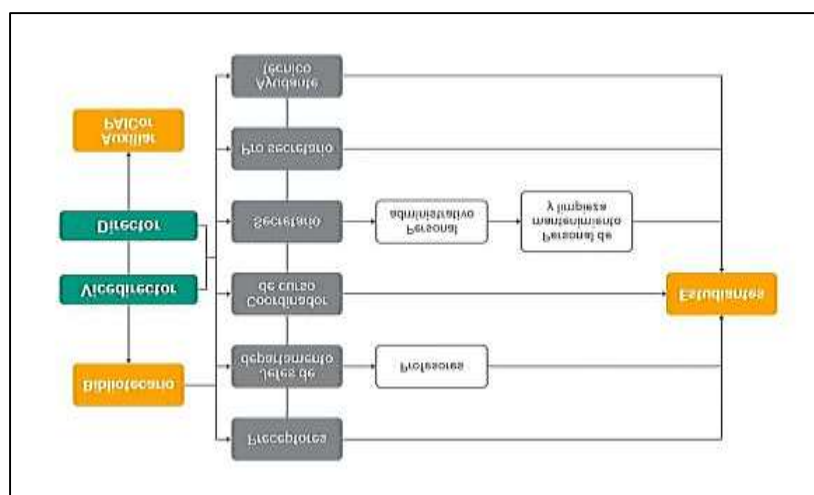 Preceptores
Bibliotecario
Jefes de
departamento
Profesores
Vicedirector
Coordinador
de curso
Estudiantes
Director
Secretario
Personal
administrativo
Personal de
mantenimiento
y limpieza
Auxiliar
PAICor
Pro secretario
Ayudante
técnico